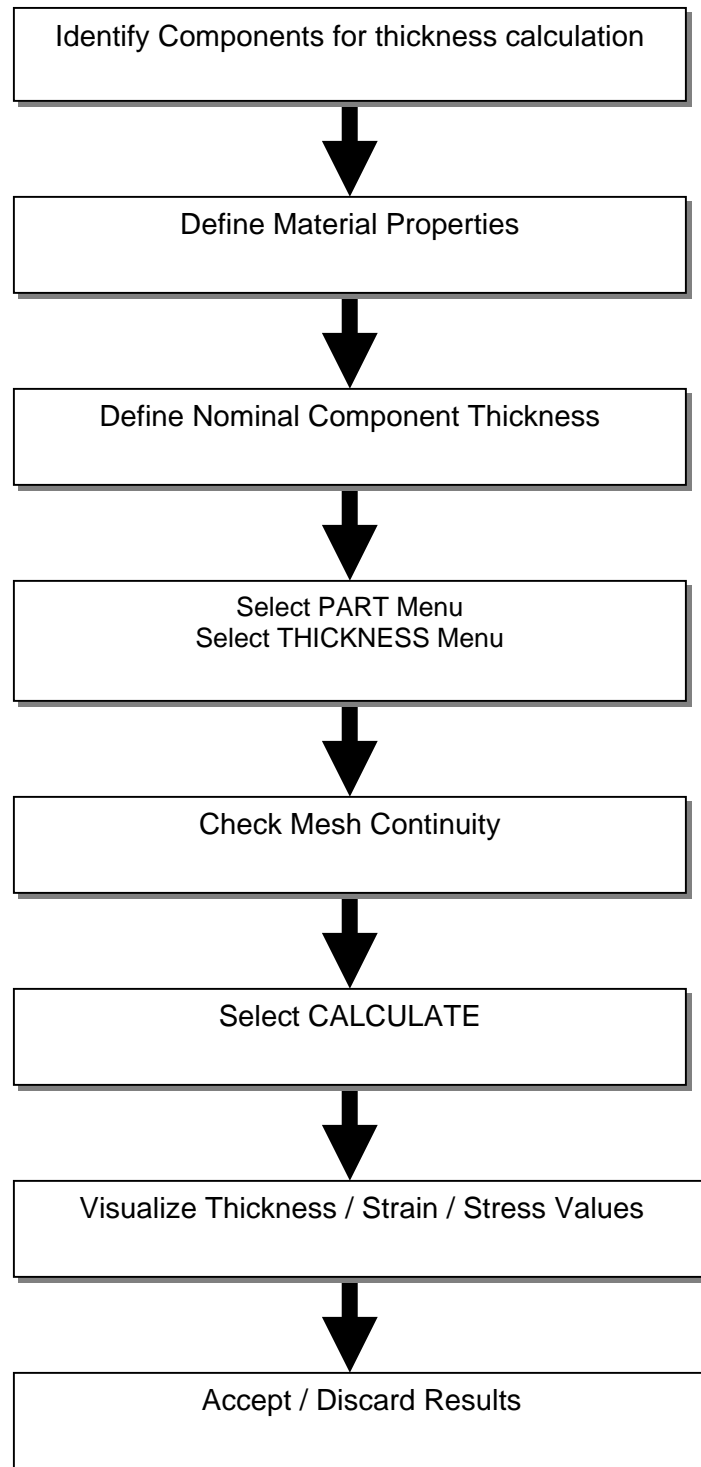 Identify Components for thickness calculation
Define Material Properties
Define Nominal Component Thickness
Select PART Menu
Select THICKNESS Menu
Check Mesh Continuity
Select CALCULATE
Visualize Thickness / Strain / Stress Values
Accept / Discard Results